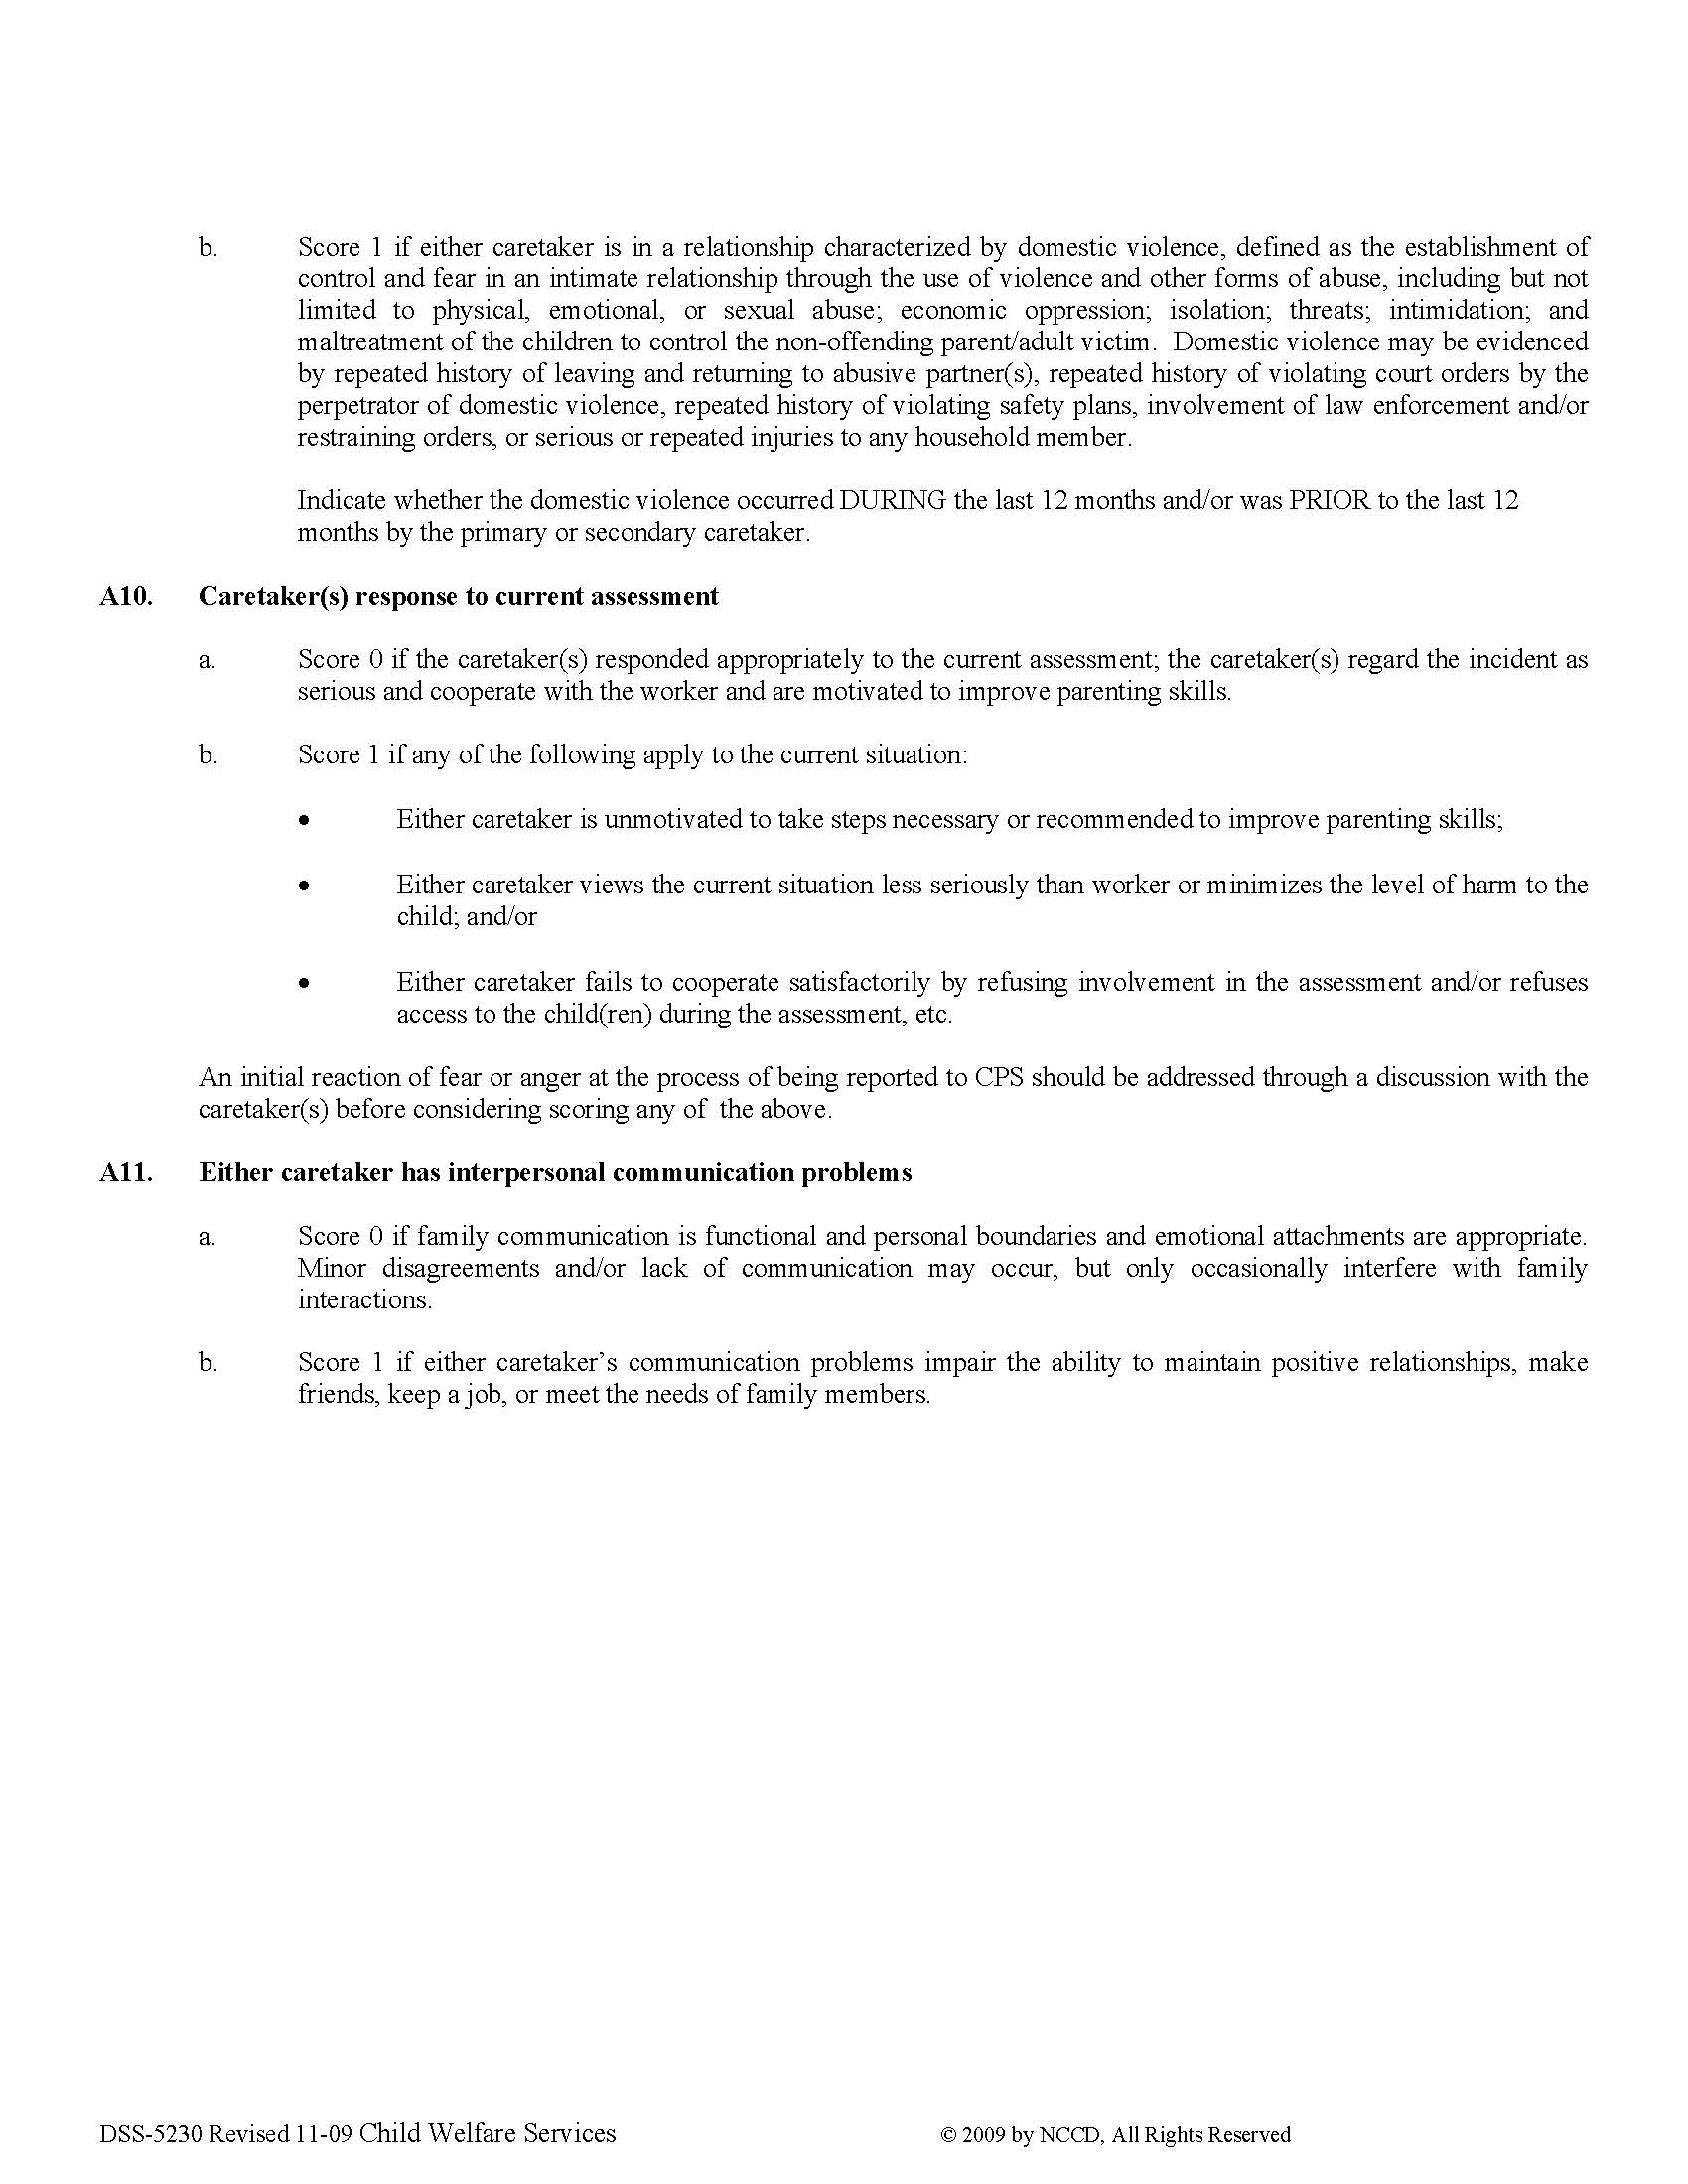 b. Score 1 if either caretaker is in a relationship characterized by domestic violence, defined as the establishment of
control and fear in an intimate relationship through the use of violence and other forms of abuse, including but not
limited to physical, emotional, or sexual abuse; economic oppression; isolation; threats; intimidation; and
maltreatment of the children to control the non-offending parent/adult victim. Domestic violence may be evidenced
by repeated history of leaving and returning to abusive partner(s), repeated history of violating court orders by the
perpetrator of domestic violence, repeated history of violating safety plans, involvement of law enforcement and/or
restraining orders, or serious or repeated injuries to any household member.
Indicate whether the domestic violence occurred DURING the last 12 months and/or was PRIOR to the last 12
months by the primary or secondary caretaker.
A10. Caretaker(s) response to current assessment
a. Score 0 if the caretaker(s) responded appropriately to the current assessment; the caretaker(s) regard the incident as
serious and cooperate with the worker and are motivated to improve parenting skills.
b. Score 1 if any of the following apply to the current situation:
• Either caretaker is unmotivated to take steps necessary or recommended to improve parenting skills;
• Either caretaker views the current situation less seriously than worker or minimizes the level of harm to the
child; and/or
• Either caretaker fails to cooperate satisfactorily by refusing involvement in the assessment and/or refuses
access to the child(ren) during the assessment, etc.
An initial reaction of fear or anger at the process of being reported to CPS should be addressed through a discussion with the
caretaker(s) before considering scoring any of the above.
A11. Either caretaker has interpersonal communication problems
a. Score 0 if family communication is functional and personal boundaries and emotional attachments are appropriate.
Minor disagreements and/or lack of communication may occur, but only occasionally interfere with family
interactions.
b. Score 1 if either caretaker’s communication problems impair the ability to maintain positive relationships, make
friends, keep a job, or meet the needs of family members.
DSS-5230 Revised 11-09 Child Welfare Services © 2009 by NCCD, All Rights Reserved